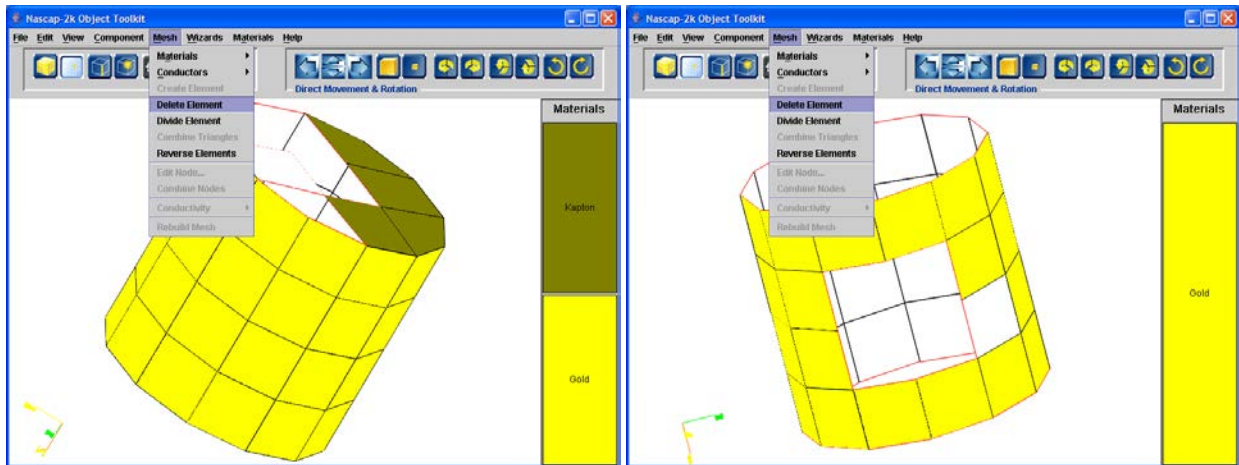 Nascap-2k Object Toolkit
File Edit View Component Mesh Wizards Materials Help
Materials
Conductors
Create Element
Delete Element
Divide Element
Combine Triangles
Reverse Elements
Edit Node...
Combine Nodes
Conductivity
Rebuild Mesh
Direct Movement & Rotation
Materials
Kapton
Gold
Nascap-2k Object Toolkit
File Edit View Component Mesh Wizards Materials Help
Materials
Conductors
Create Element
Delete Element
Divide Element
Combine Triangles
Reverse Elements
Edit Node...
Combine Nodes
Conductivity
Rebuild Mesh
Direct Movement & Rotation
Materials
Gold